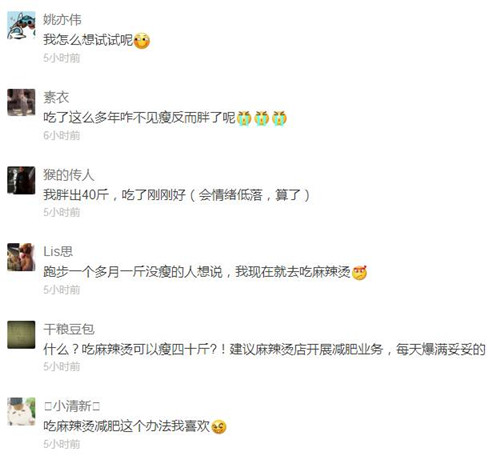 姚亦伟
我怎么想试试呢
5小时前
素衣
吃了这么多年咋不见瘦反而胖了呢
6小时前
猴的传人
我胖出40斤，吃了刚刚好（会情绪低落，算了）
5小时前
Lis思
跑步一个多月一斤没瘦的人想说，我现在就去吃麻辣烫
5小时前
干粮豆包
什么？吃麻辣烫可以瘦四十斤?！建议麻辣烫店开展减肥业务，每天爆满妥妥的
5小时前
小清新
吃麻辣烫减肥这个办法我喜欢
5小时前